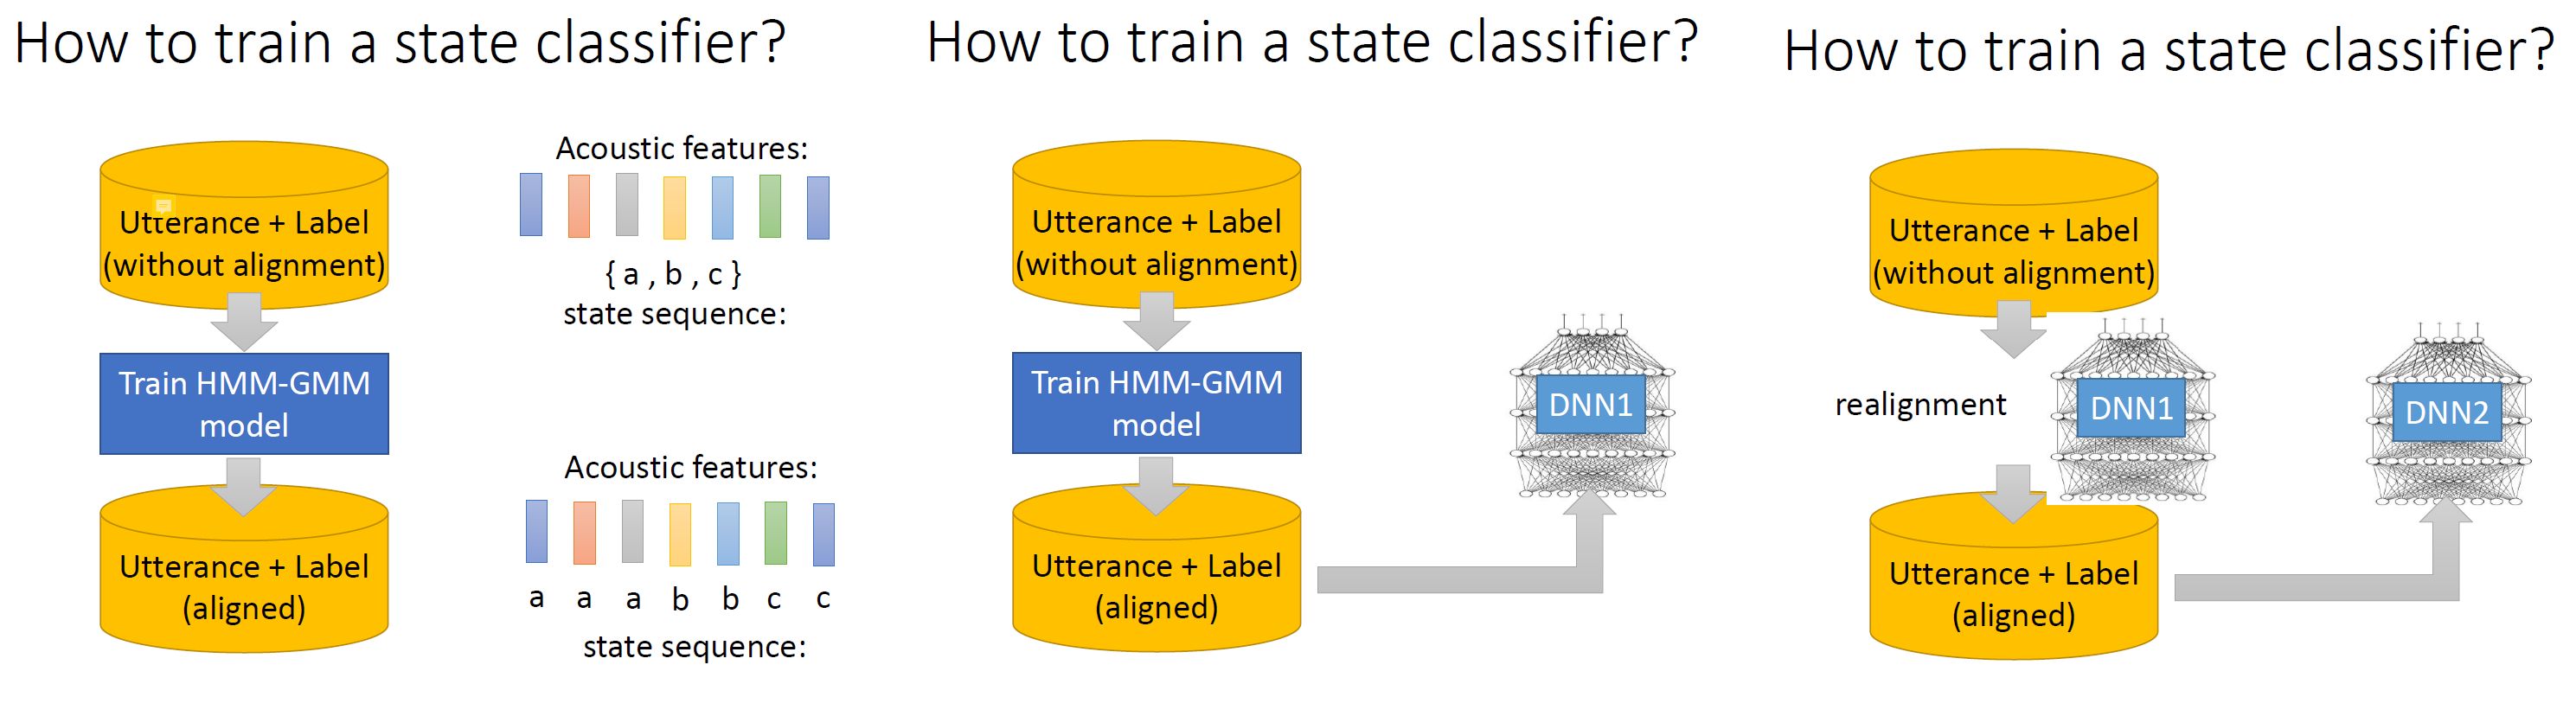 How to train a state classifier?
Utterance + Label
(without alignment)
Train HMM-GMM
model
Utterance + Label
(aligned)
Acoustic features:
{ a , b , c }
state sequence:
Acoustic features:
a a a b b c c
state sequence:
How to train a state classifier?
Utterance + Label
(without alignment)
Train HMM-GMM
model
Utterance + Label
(aligned)
DNN1
How to train a state classifier?
Utterance + Label
(without alignment)
realignment
DNN1
Utterance + Label
(aligned)
DNN2